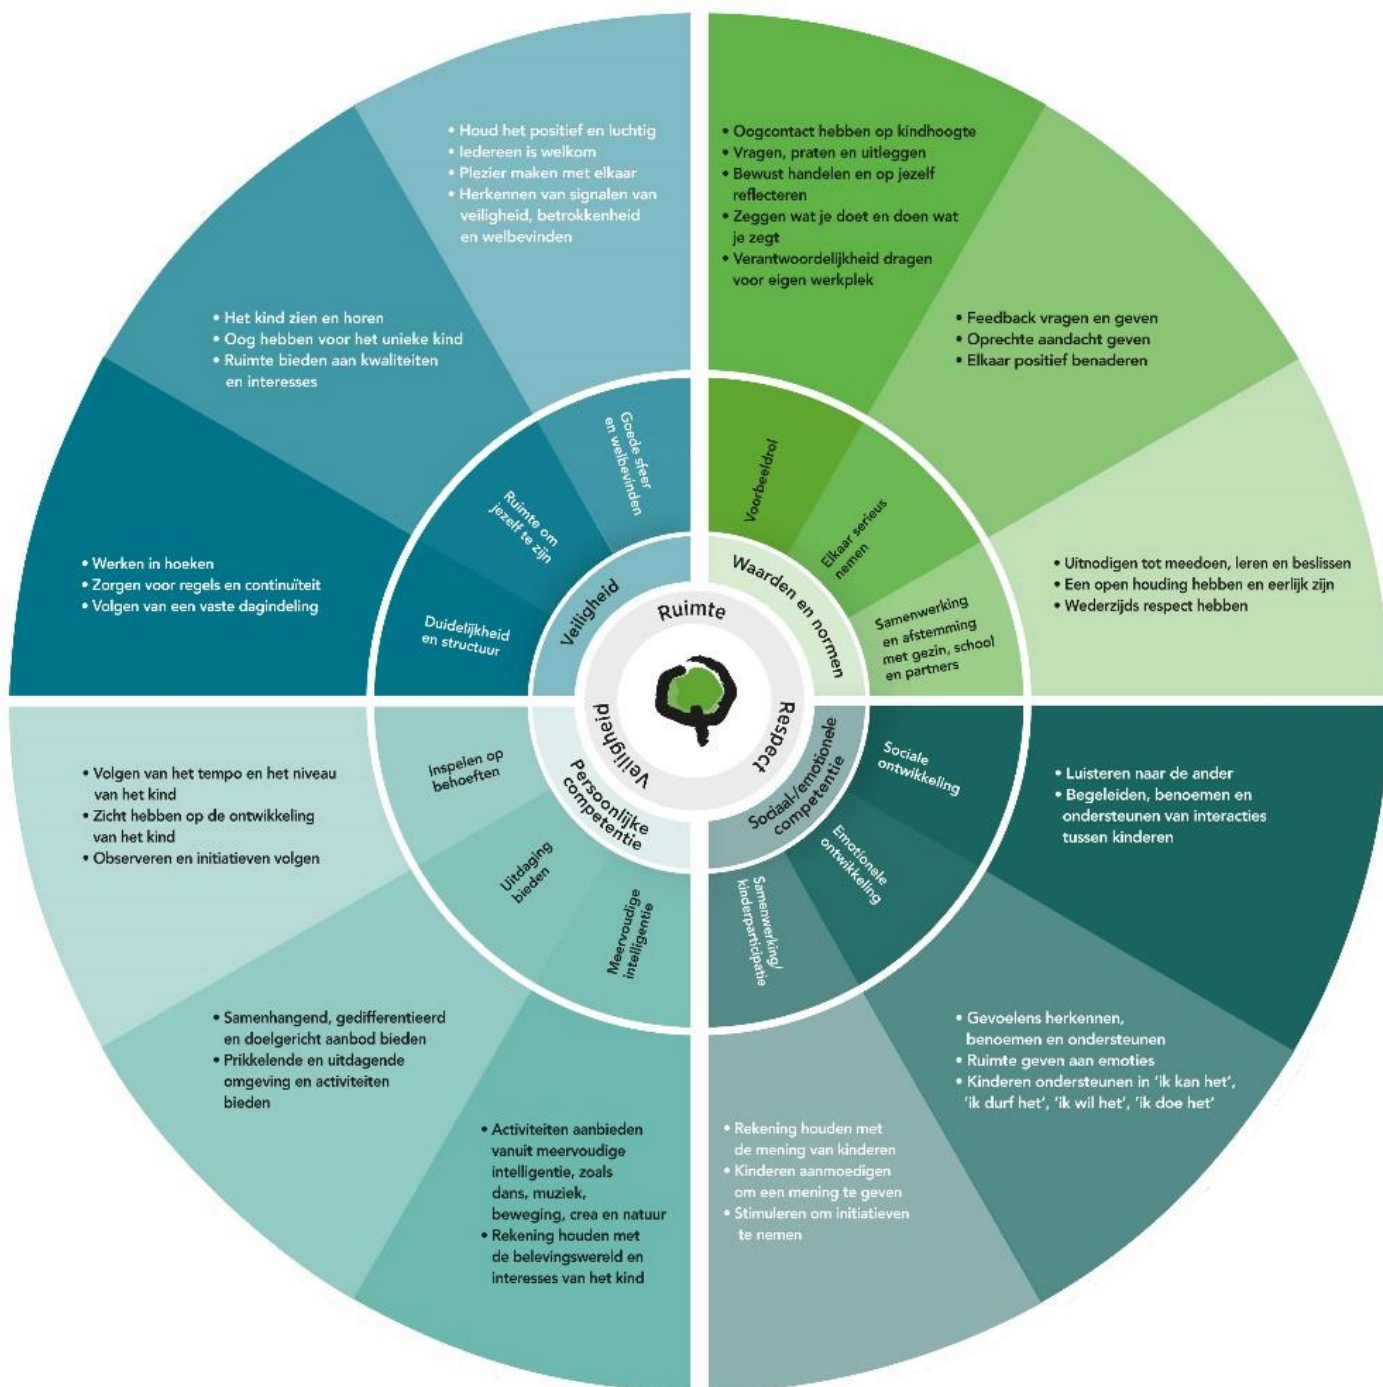 • Houd het positief en luchtig
• Iedereen is welkom
• Plezier maken met elkaar
• Herkennen van signalen van
veiligheid, betrokkenheid
en welbevinden
• Oogcontact hebben op kindhoogte
• Vragen, praten en uitleggen
• Bewust handelen en op jezelf
reflecteren
• Zeggen wat je doet en doen wat
je zegt
• Verantwoordelijkheid dragen
voor eigen werkplek
• Het kind zien en horen
• Oog hebben voor het unieke kind
• Ruimte bieden aan kwaliteiten
en interesses
• Feedback vragen en geven
• Oprechte aandacht geven
• Elkaar positief benaderen
• Werken in hoeken
• Zorgen voor regels en continuïteit
• Volgen van een vaste dagindeling
• Uitnodigen tot meedoen, leren en beslissen
• Een open houding hebben en eerlijk zijn
• Wederzijds respect hebben
Goede sfeer
en welbevinden
Ruimte om
jezelf te zijn
Duidelijkheid
en structuur
Veiligheid
Voorbeeldrol
Elkaar serieus
nemen
Samenwerking
en afstemming
met gezin, school
en partners
Waarden en normen
Ruimte
Respect
Veiligheid
Persoonlijke
competentie
Inspelen op
behoeften
Uitdaging
bieden
Meervoudige
intelligentie
Sociaal-/emotionele
competentie
Sociale
ontwikkeling
Emotionele
ontwikkeling
Samenwerking/
kinderparticipatie
• Volgen van het tempo en het niveau
van het kind
• Zicht hebben op de ontwikkeling
van het kind
• Observeren en initiatieven volgen
• Luisteren naar de ander
• Begeleiden, benoemen en
ondersteunen van interacties
tussen kinderen
• Samenhangend, gedifferentieerd
en doelgericht aanbod bieden
• Prikkelende en uitdagende
omgeving en activiteiten
bieden
• Gevoelens herkennen,
benoemen en ondersteunen
• Ruimte geven aan emoties
• Kinderen ondersteunen in ‘ik kan het’,
‘ik durf het’, ‘ik wil het’, ‘ik doe het’
• Activiteiten aanbieden
vanuit meervoudige
intelligentie, zoals
dans, muziek,
beweging, crea en natuur
• Rekening houden met
de belevingswereld en
interesses van het kind
• Rekening houden met
de mening van kinderen
• Kinderen aanmoedigen
om een mening te geven
• Stimuleren om initiatieven
te nemen